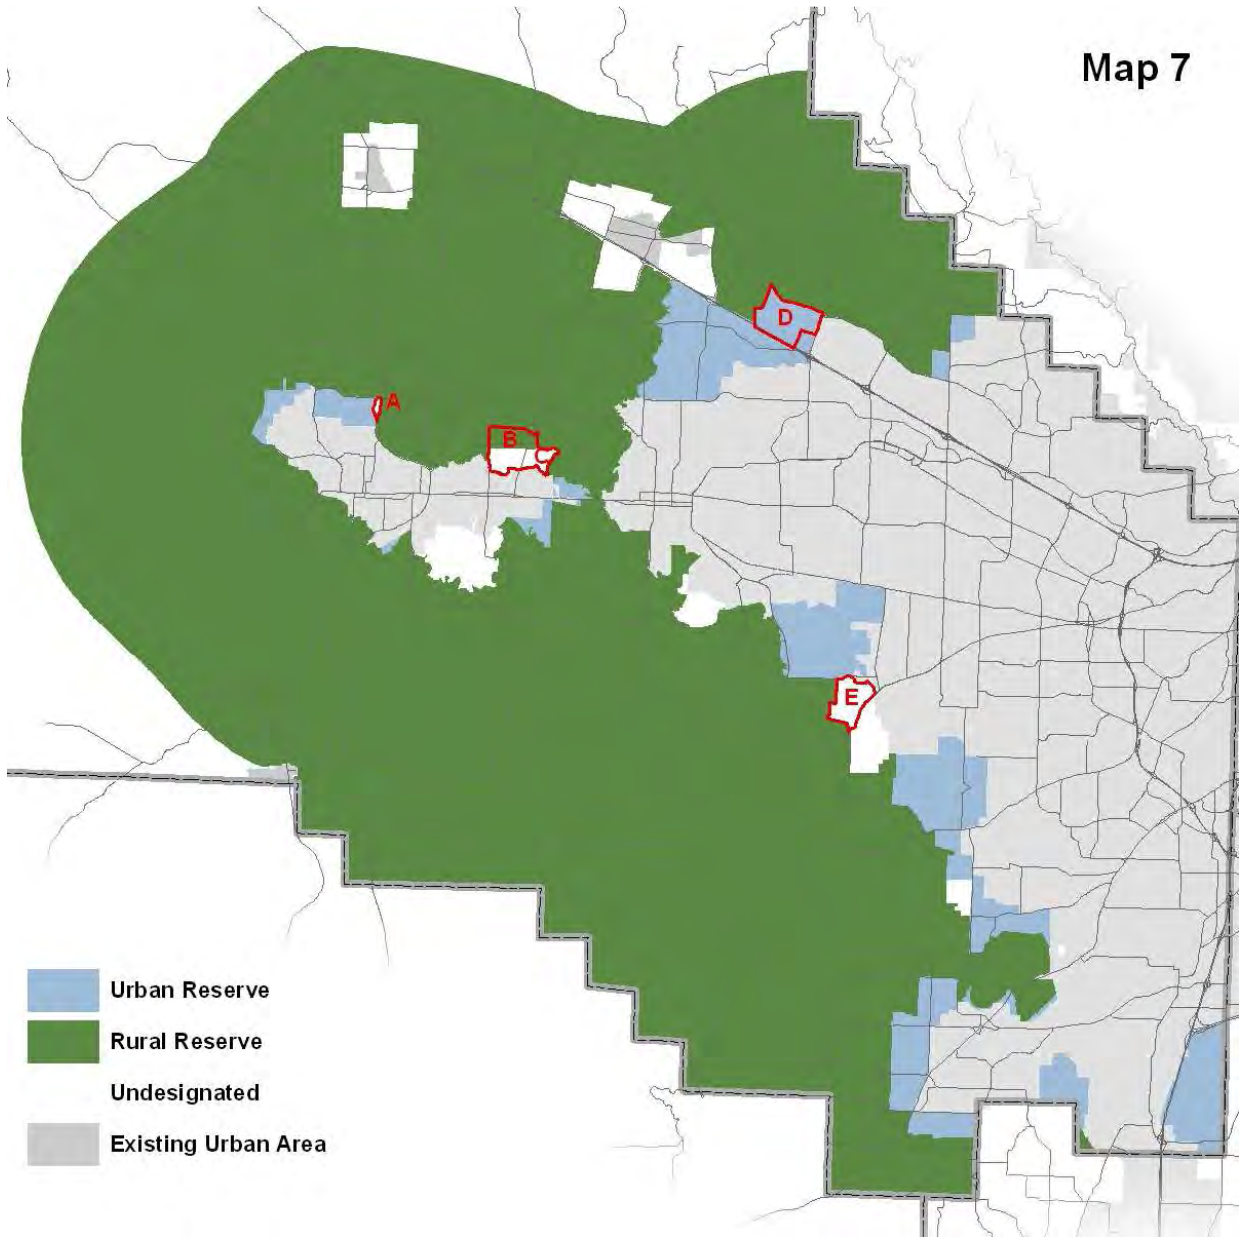 Map 7
D
A
B
E
Urban Reserve
Rural Reserve
Undesignated
Existing Urban Area